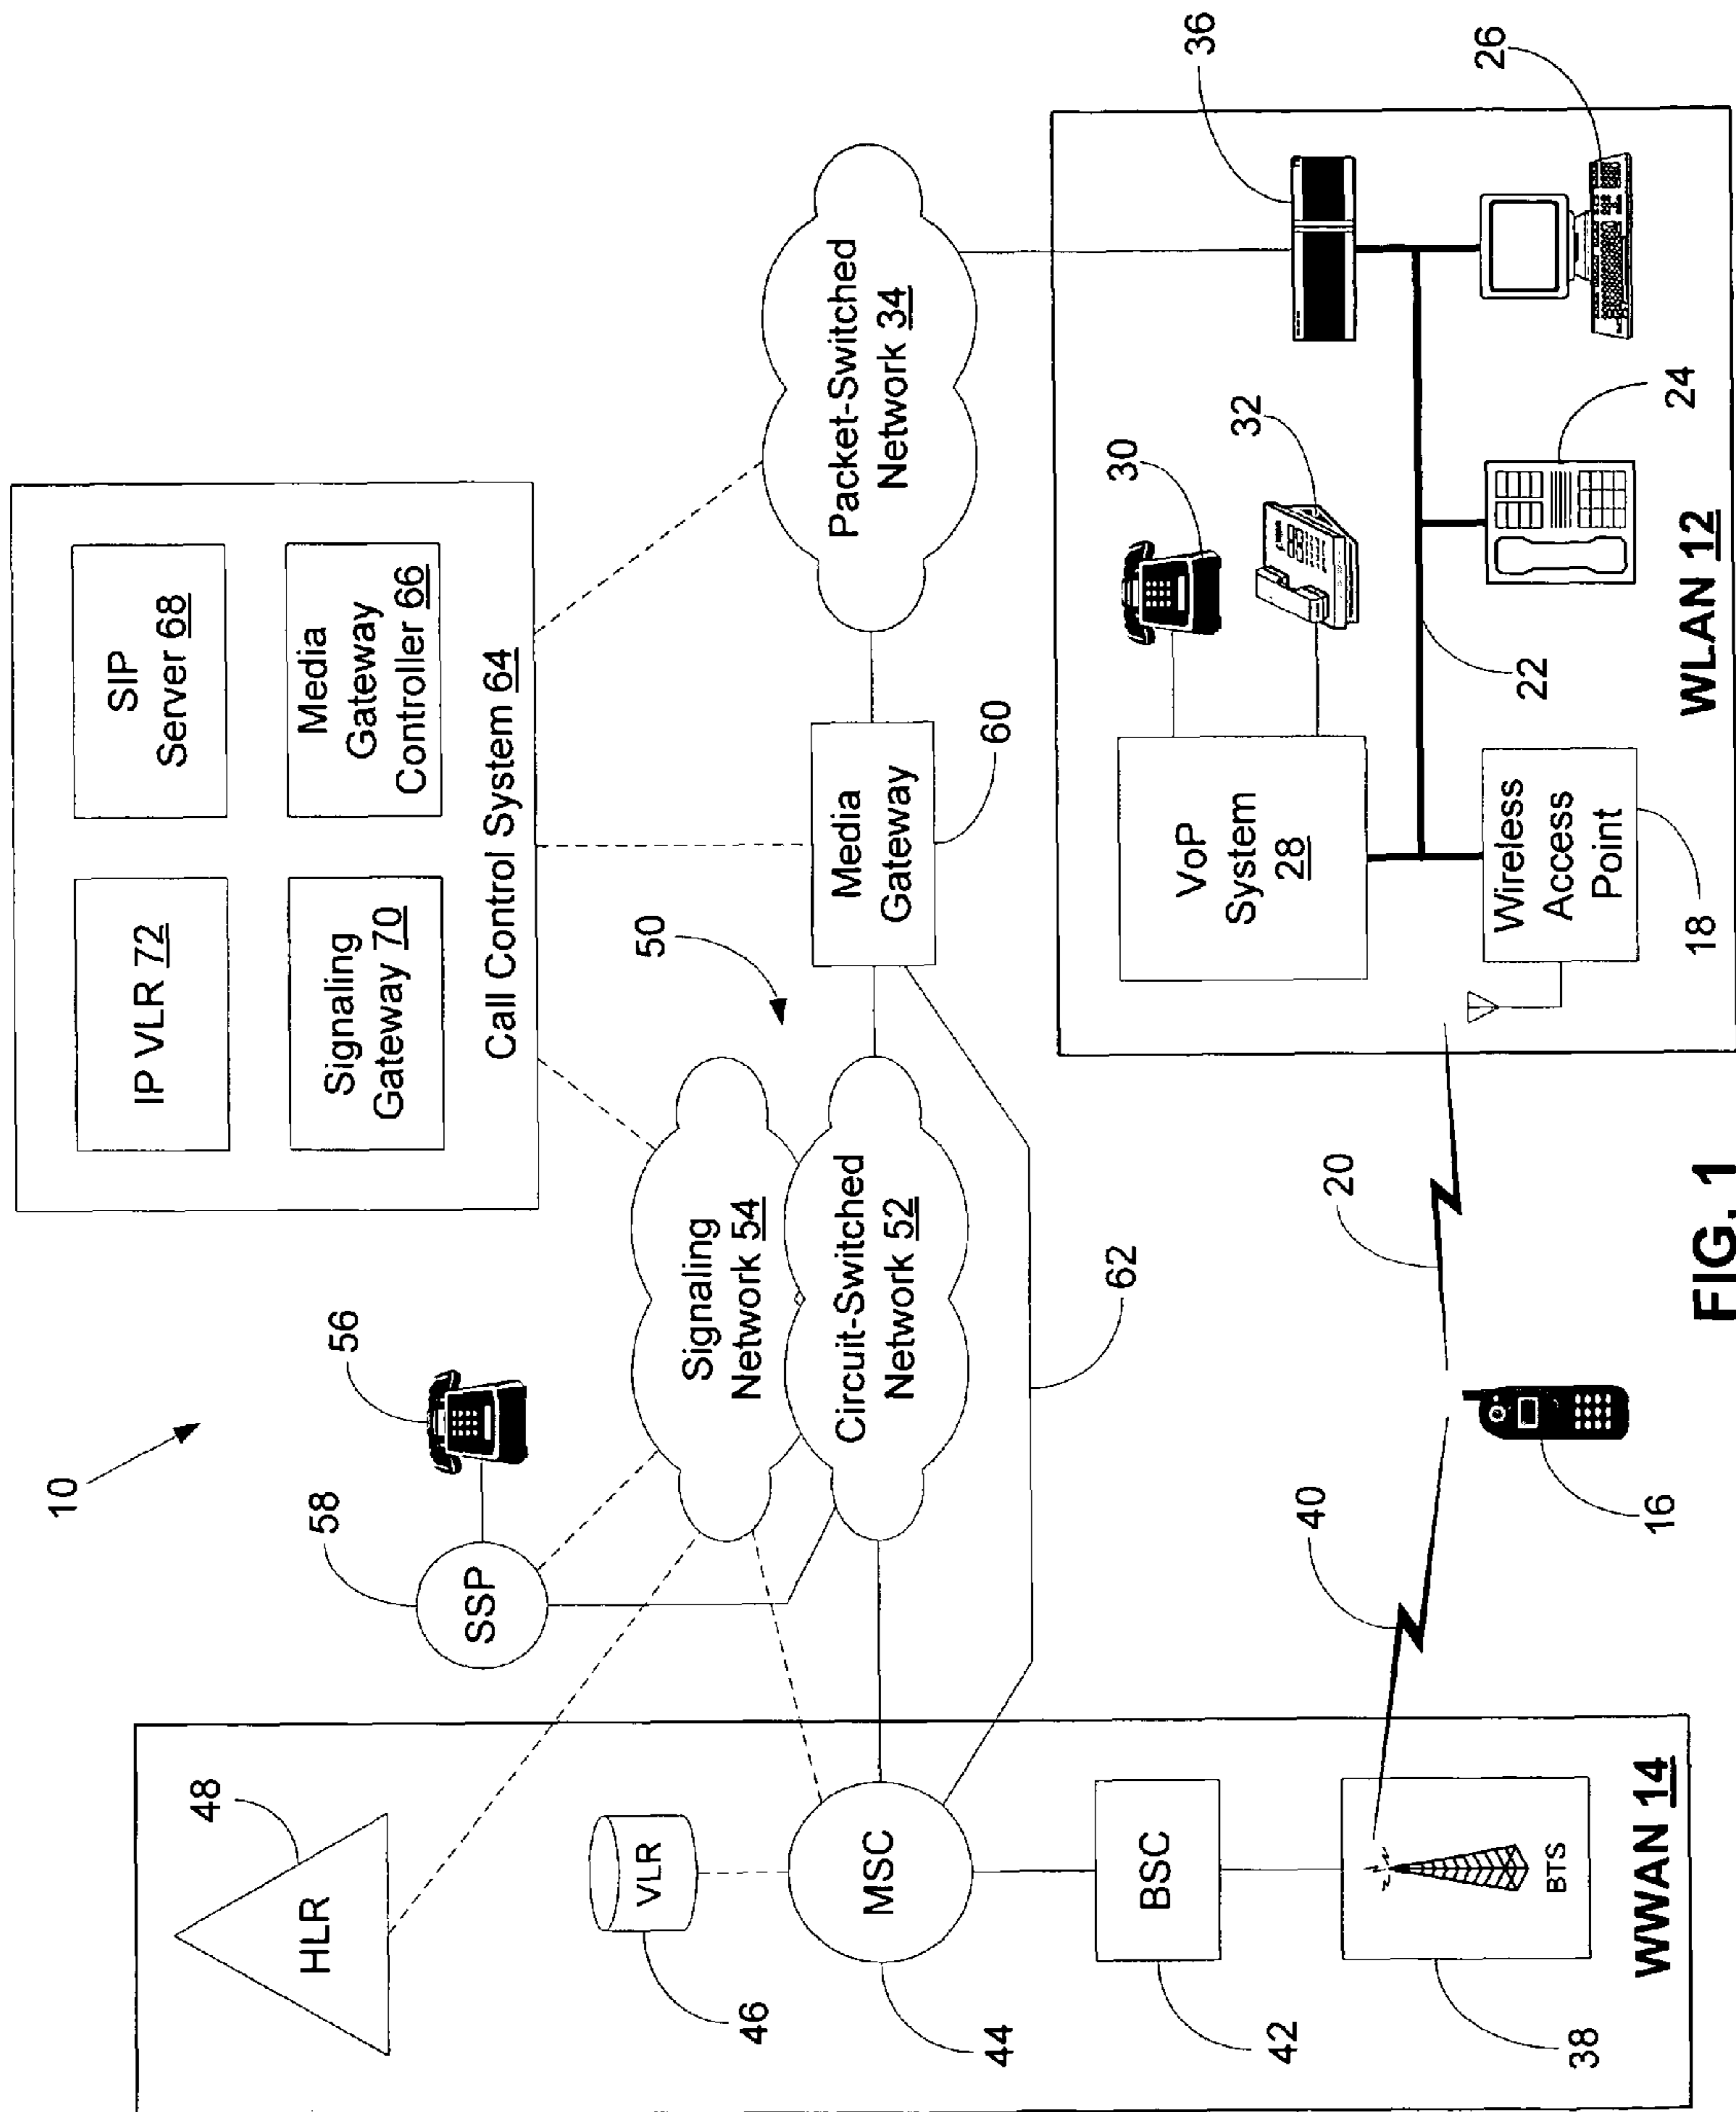 10
48
HLR
VLR
46
MSC
44
BSC
42
BTS
38
WWAN 14
58
SSP
56
Signaling
Network 54
Circuit-Switched
Network 52
50
62
40
16
20
IP VLR 72
SIP
Server 68
Signaling
Gateway 70
Media
Gateway
Controller 66
Call Control System 64
Media
Gateway
60
Packet-Switched
Network 34
36
VoP
System
28
30
32
Wireless
Access
Point
18
22
24
26
WLAN 12
FIG. 1